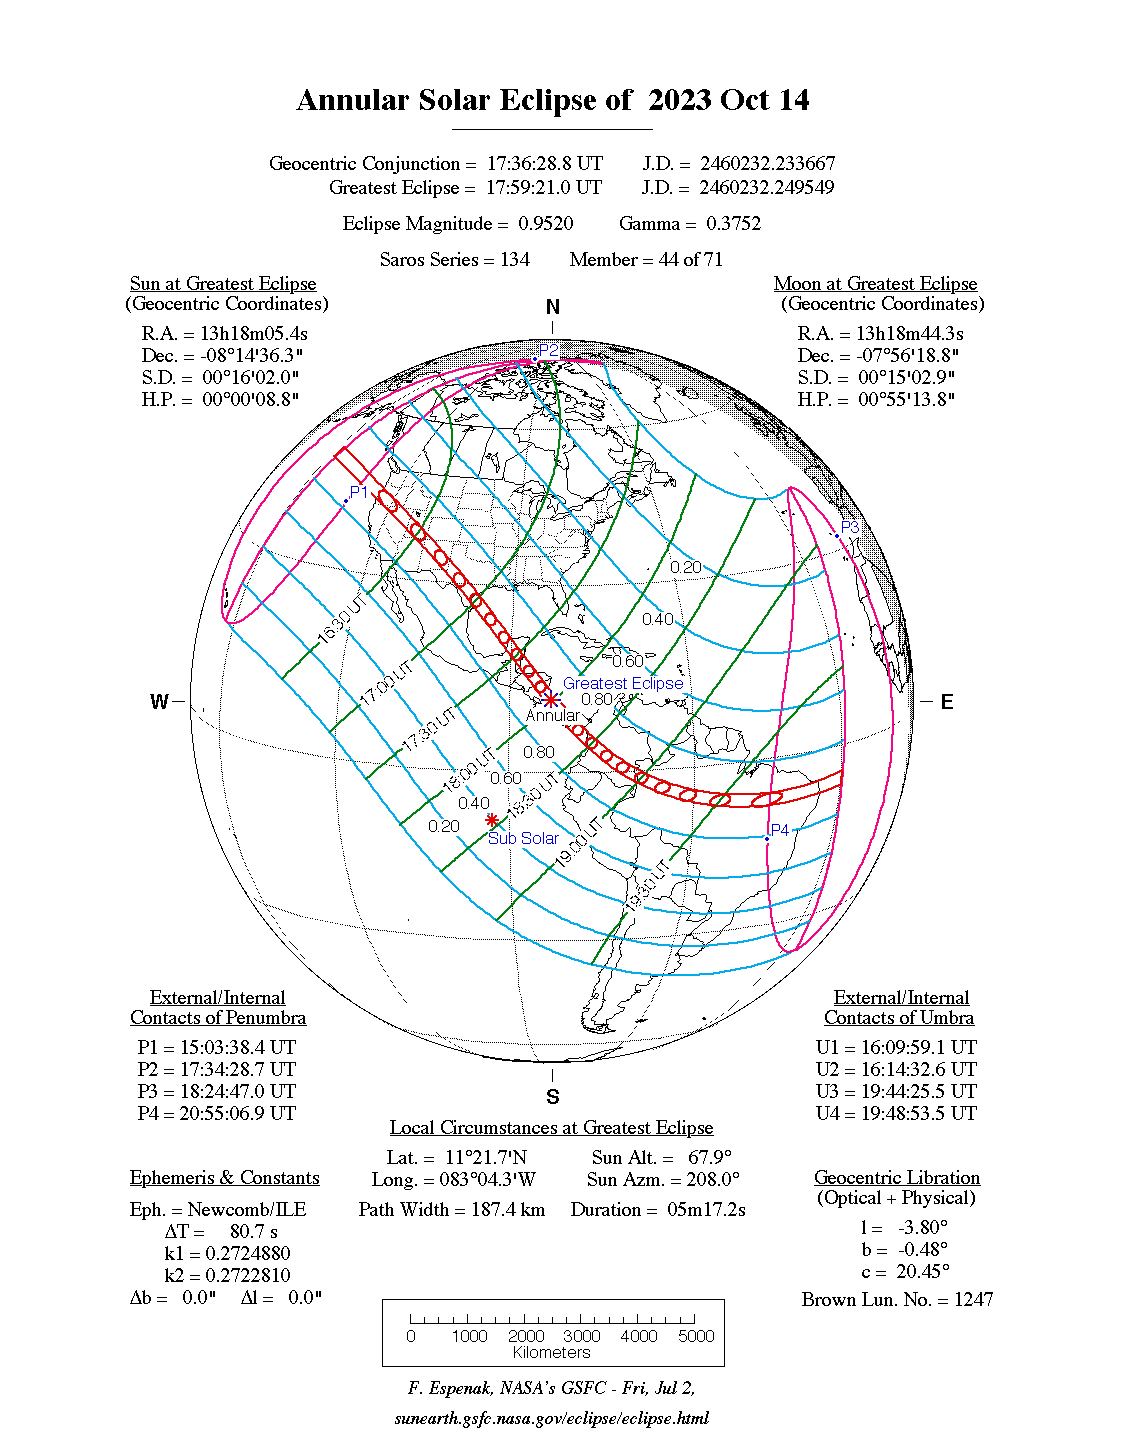 Annular Solar Eclipse of 2023 Oct 14
Geocentric Conjunction = 17:36:28.8 UT J.D. = 2460232.233667
Greatest Eclipse = 17:59:21.0 UT J.D. = 2460232.249549
Eclipse Magnitude = 0.9520 Gamma = 0.3752
Saros Series = 134 Member = 44 of 71
Sun at Greatest Eclipse
(Geocentric Coordinates)
R.A. = 13h18m05.4s
Dec. = -08°14'36.3"
S.D. = 00°16'02.0"
H.P. = 00°00'08.8"
Moon at Greatest Eclipse
(Geocentric Coordinates)
R.A. = 13h18m44.3s
Dec. = -07°56'18.8"
S.D. = 00°15'02.9"
H.P. = 00°55'13.8"
N
P2
P1
P3
0.20
0.40
16:30 UT
0.60
17:00 UT
Greatest Eclipse
W
E
0.80
Annular
17:30 UT
0.80
18:00 UT
0.60
18:30 UT
0.40
0.20
Sub Solar
P4
19:00 UT
19:30 UT
S
External/Internal
Contacts of Penumbra
P1 = 15:03:38.4 UT
P2 = 17:34:28.7 UT
P3 = 18:24:47.0 UT
P4 = 20:55:06.9 UT
External/Internal
Contacts of Umbra
U1 = 16:09:59.1 UT
U2 = 16:14:32.6 UT
U3 = 19:44:25.5 UT
U4 = 19:48:53.5 UT
Local Circumstances at Greatest Eclipse
Lat. = 11°21.7'N Sun Alt. = 67.9°
Long. = 083°04.3'W Sun Azm. = 208.0°
Path Width = 187.4 km Duration = 05m17.2s
Ephemeris & Constants
Eph. = Newcomb/ILE
ΔT = 80.7 s
k1 = 0.2724880
k2 = 0.2722810
Δb = 0.0" Δl = 0.0"
Geocentric Libration
(Optical + Physical)
l = -3.80°
b = -0.48°
c = 20.45°
Brown Lun. No. = 1247
0 1000 2000 3000 4000 5000
Kilometers
F. Espenak, NASA's GSFC - Fri, Jul 2,
sunearth.gsfc.nasa.gov/eclipse/eclipse.html